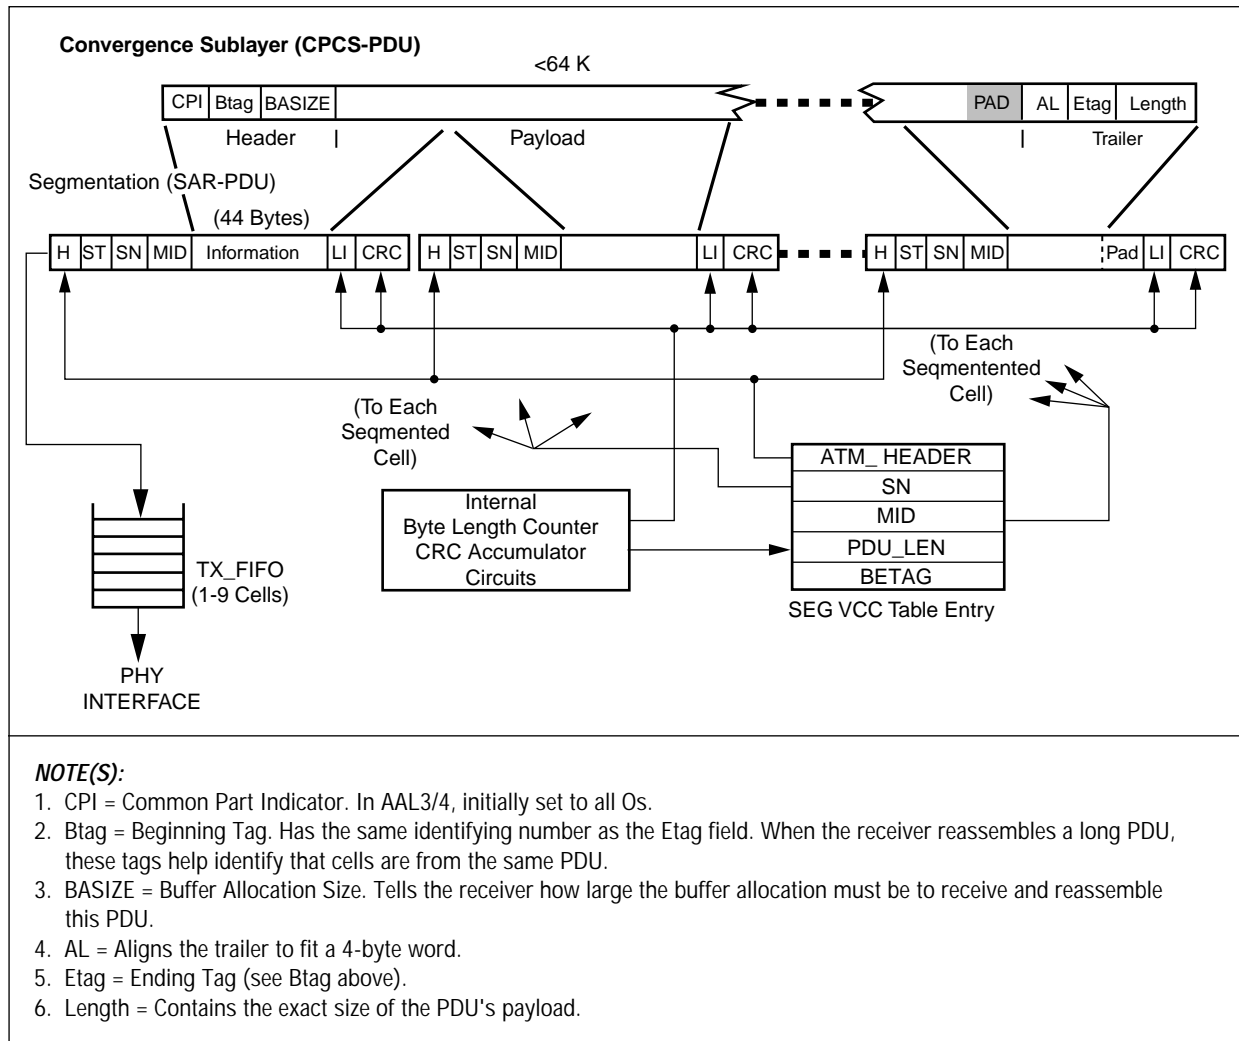 Convergence Sublayer (CPCS-PDU)
<64 K
CPI Btag BASIZE PAD AL Etag Length
Header | Payload | Trailer
Segmentation (SAR-PDU)
(44 Bytes)
H ST SN MID Information LI CRC H ST SN MID LI CRC H ST SN MID Pad LI CRC
(To Each
Seqmentented
Cell)
(To Each
Seqmented
Cell)
ATM_ HEADER
SN
MID
PDU_LEN
BETAG
SEG VCC Table Entry
Internal
Byte Length Counter
CRC Accumulator
Circuits
TX_FIFO
(1-9 Cells)
PHY
INTERFACE
NOTE(S):
1. CPI = Common Part Indicator. In AAL3/4, initially set to all Os.
2. Btag = Beginning Tag. Has the same identifying number as the Etag field. When the receiver reassembles a long PDU,
these tags help identify that cells are from the same PDU.
3. BASIZE = Buffer Allocation Size. Tells the receiver how large the buffer allocation must be to receive and reassemble
this PDU.
4. AL = Aligns the trailer to fit a 4-byte word.
5. Etag = Ending Tag (see Btag above).
6. Length = Contains the exact size of the PDU's payload.